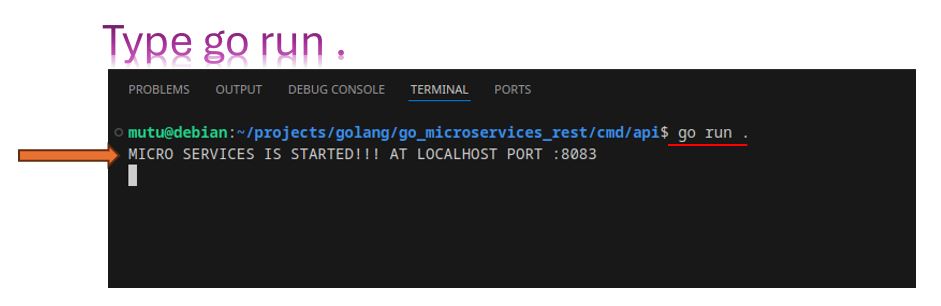 Type go run .
PROBLEMS OUTPUT DEBUG CONSOLE TERMINAL PORTS
mutu@debian:~/projects/golang/go_microservices_rest/cmd/api$ go run .
MICRO SERVICES IS STARTED!!! AT LOCALHOST PORT :8083